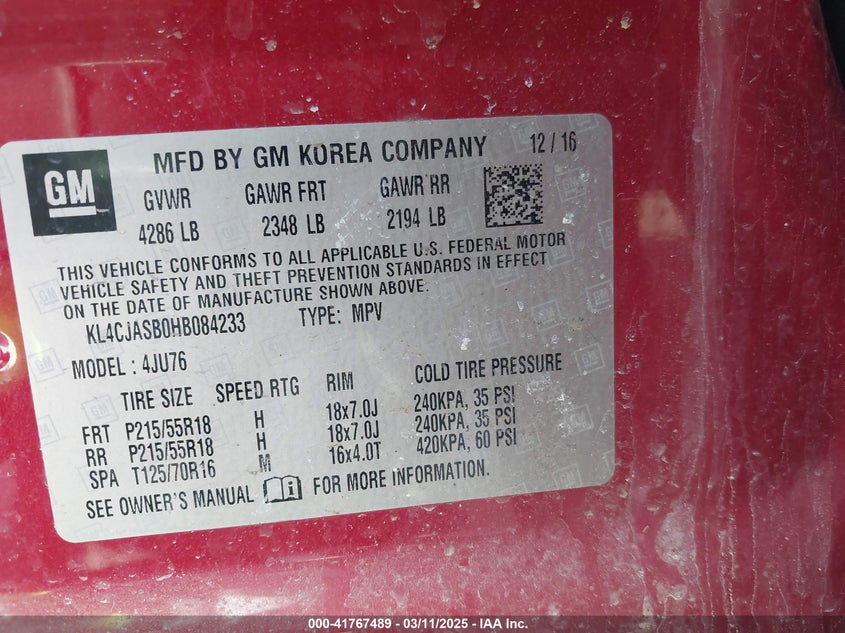 GM
MFD BY GM KOREA COMPANY 12 / 16
GVWR GAWR FRT GAWR RR
4286 LB 2348 LB 2194 LB
THIS VEHICLE CONFORMS TO ALL APPLICABLE U.S. FEDERAL MOTOR
VEHICLE SAFETY AND THEFT PREVENTION STANDARDS IN EFFECT
ON THE DATE OF MANUFACTURE SHOWN ABOVE.
KL4CJASB0HB084233 TYPE: MPV
MODEL : 4JU76
TIRE SIZE SPEED RTG RIM COLD TIRE PRESSURE
FRT P215/55R18 H 18x7.0J 240KPA, 35 PSI
RR P215/55R18 H 18x7.0J 240KPA, 35 PSI
SPA T125/70R16 M 16x4.0T 420KPA, 60 PSI
SEE OWNER'S MANUAL FOR MORE INFORMATION.
000-41767489 - 03/11/2025 - IAA Inc.